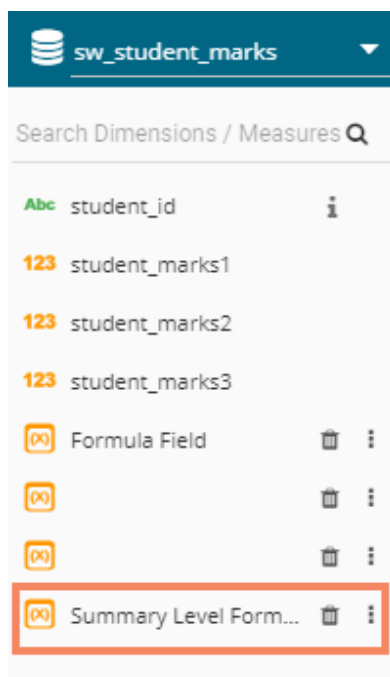 sw_student_marks
Search Dimensions / Measures
Abc student_id i
123 student_marks1
123 student_marks2
123 student_marks3
(x) Formula Field
(x)
(x)
(x) Summary Level Form...